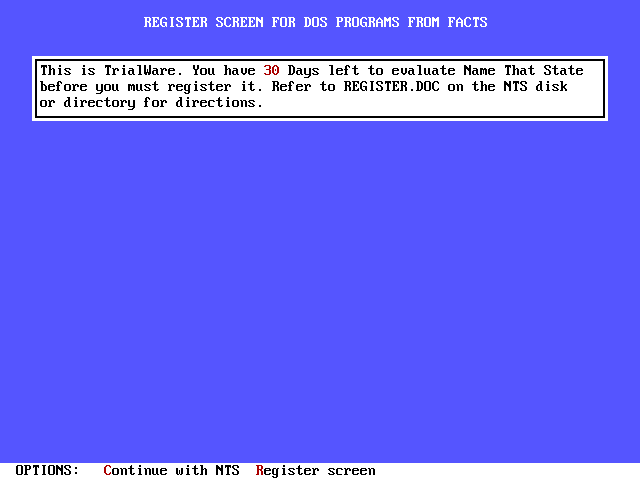 REGISTER SCREEN FOR DOS PROGRAMS FROM FACTS
This is TrialWare. You have 30 Days left to evaluate Name That State
before you must register it. Refer to REGISTER.DOC on the NTS disk
or directory for directions.
OPTIONS:   Continue with NTS  Register screen